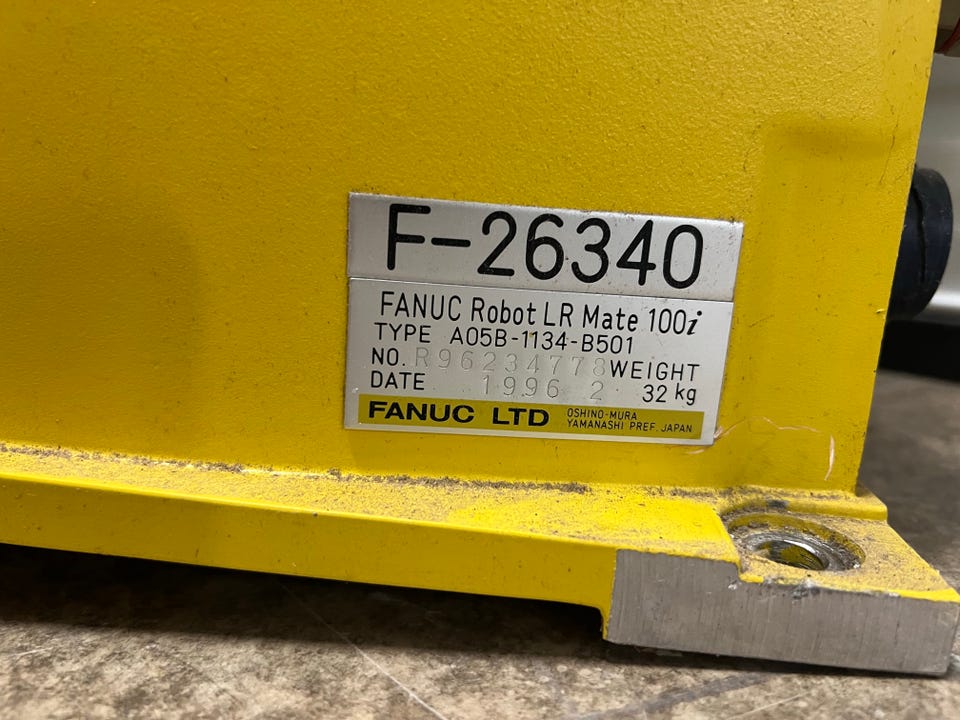 F-26340
FANUC Robot LR Mate 100i
TYPE A05B-1134-B501
NO. R96234778 WEIGHT
DATE 1996 2 32 kg
FANUC LTD OSHINO-MURA
YAMANASHI PREF. JAPAN